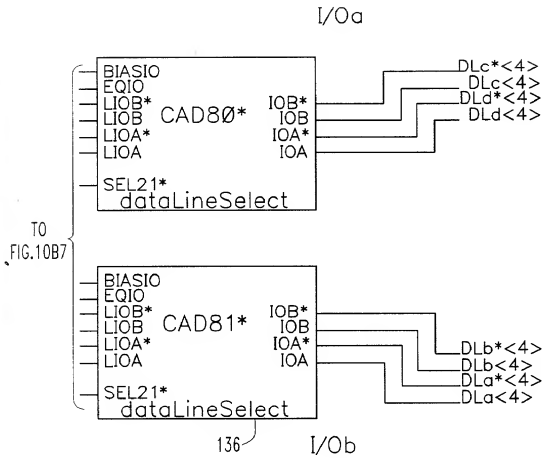 I/Oa
BIASIO
EQIO
LIOB*
LIOB
LIOA*
LIOA
SEL21*
CAD80*
IOB*
IOB
IOA*
IOA
dataLineSelect
DLc*<4>
DLc<4>
DLd*<4>
DLd<4>
TO
FIG.10B7
BIASIO
EQIO
LIOB*
LIOB
LIOA*
LIOA
SEL21*
CAD81*
IOB*
IOB
IOA*
IOA
dataLineSelect
DLb*<4>
DLb<4>
DLa*<4>
DLa<4>
136
I/Ob